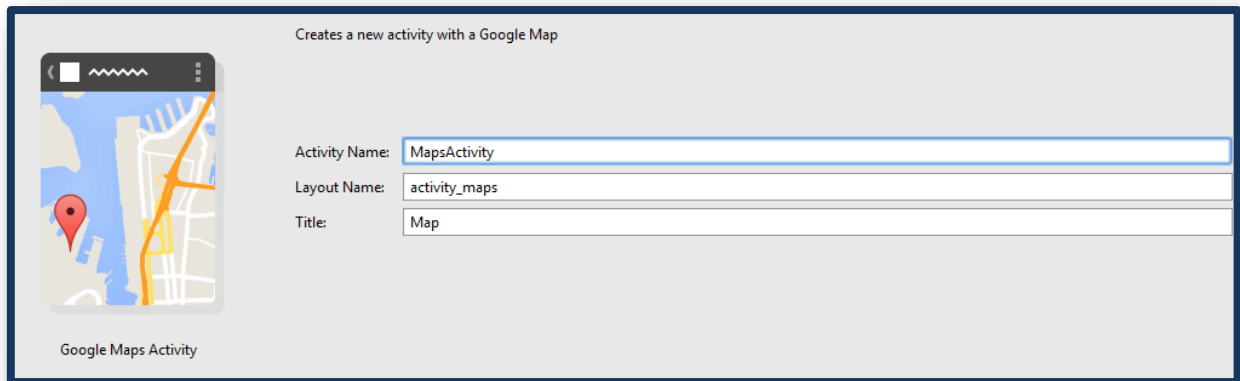 Creates a new activity with a Google Map
Activity Name: MapsActivity
Layout Name: activity_maps
Title: Map
Google Maps Activity